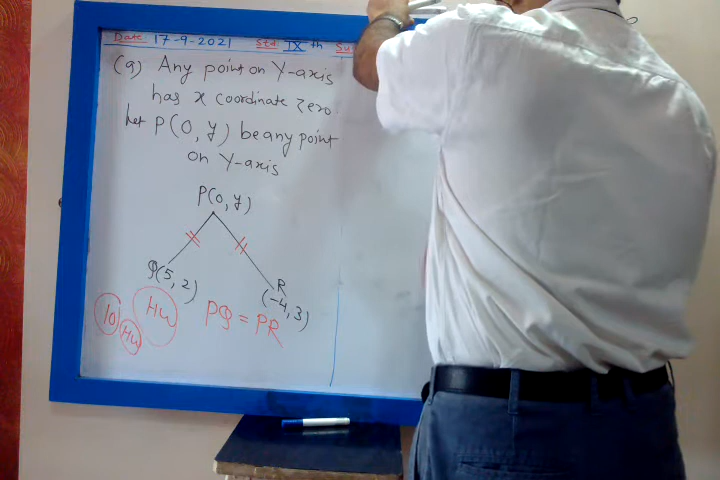 Date 17-9-2021 Std IX th Su
(9) Any point on Y-axis
has x coordinate zero.
Let P(0, y) be any point
on Y-axis
P(0, y)
Q(5, 2)
R
(-4, 3)
10 Hw Hw PQ = PR